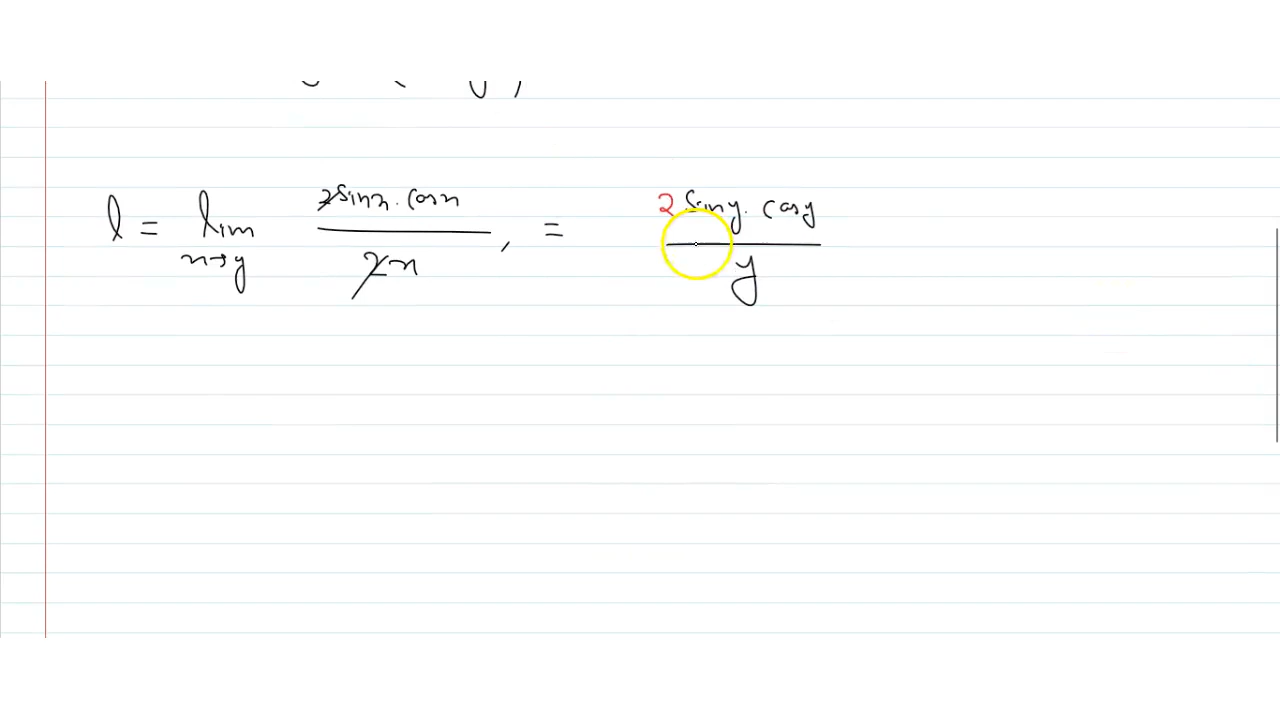 l = lim x→y 2sinx.cosx / 2x , = 2 siny. cosy / y